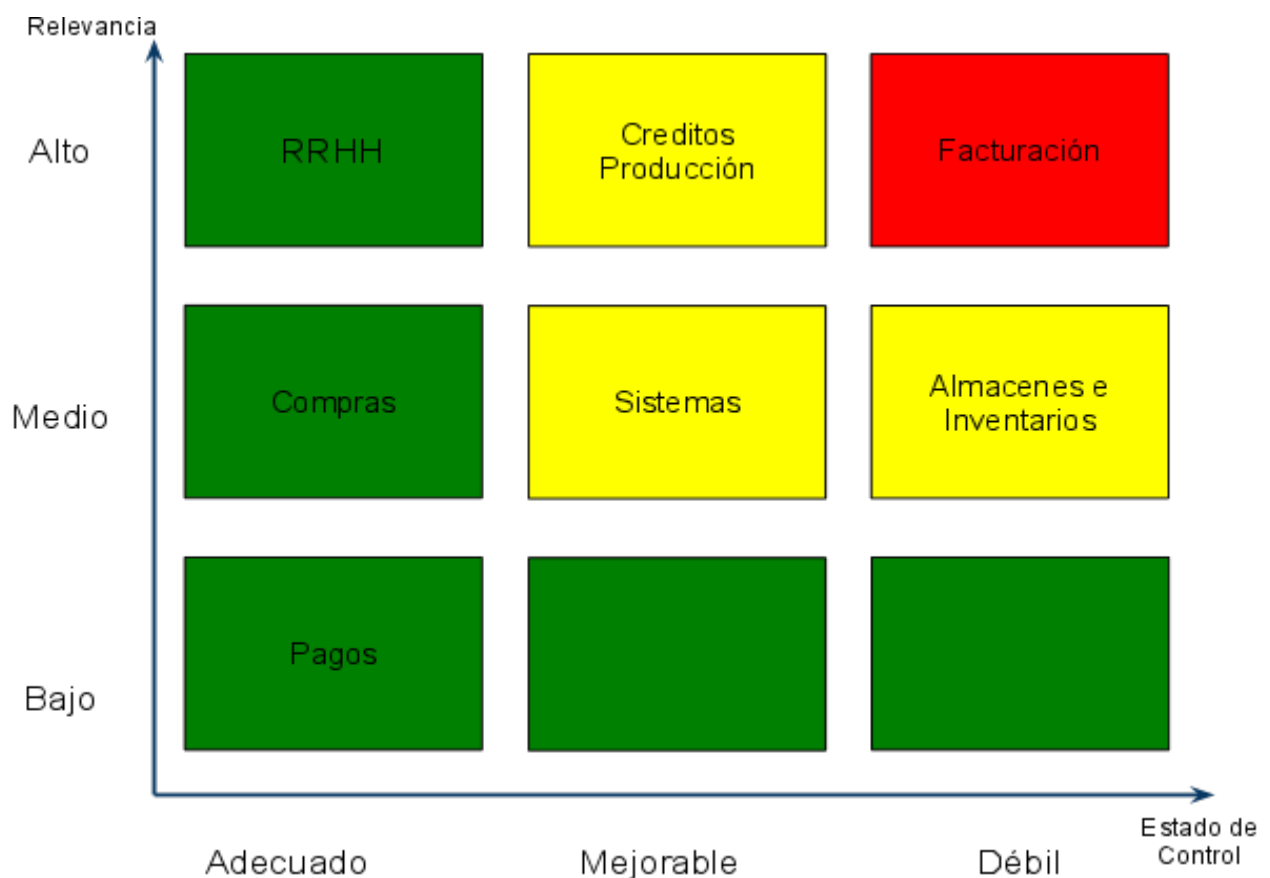 Relevancia
Alto
RRHH
Creditos
Producción
Facturación
Medio
Compras
Sistemas
Almacenes e
Inventarios
Bajo
Pagos
Adecuado
Mejorable
Débil
Estado de
Control